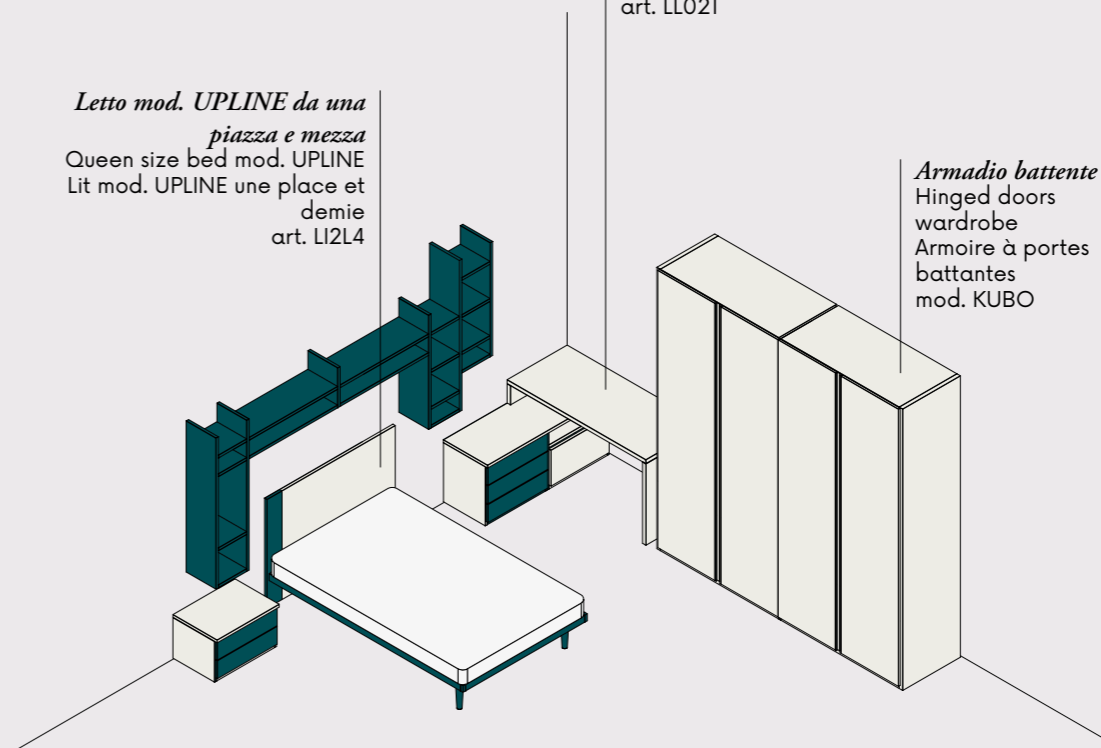 art. LL021
Letto mod. UPLINE da una
piazza e mezza
Queen size bed mod. UPLINE
Lit mod. UPLINE une place et
demie
art. LI2L4
Armadio battente
Hinged doors
wardrobe
Armoire à portes
battantes
mod. KUBO